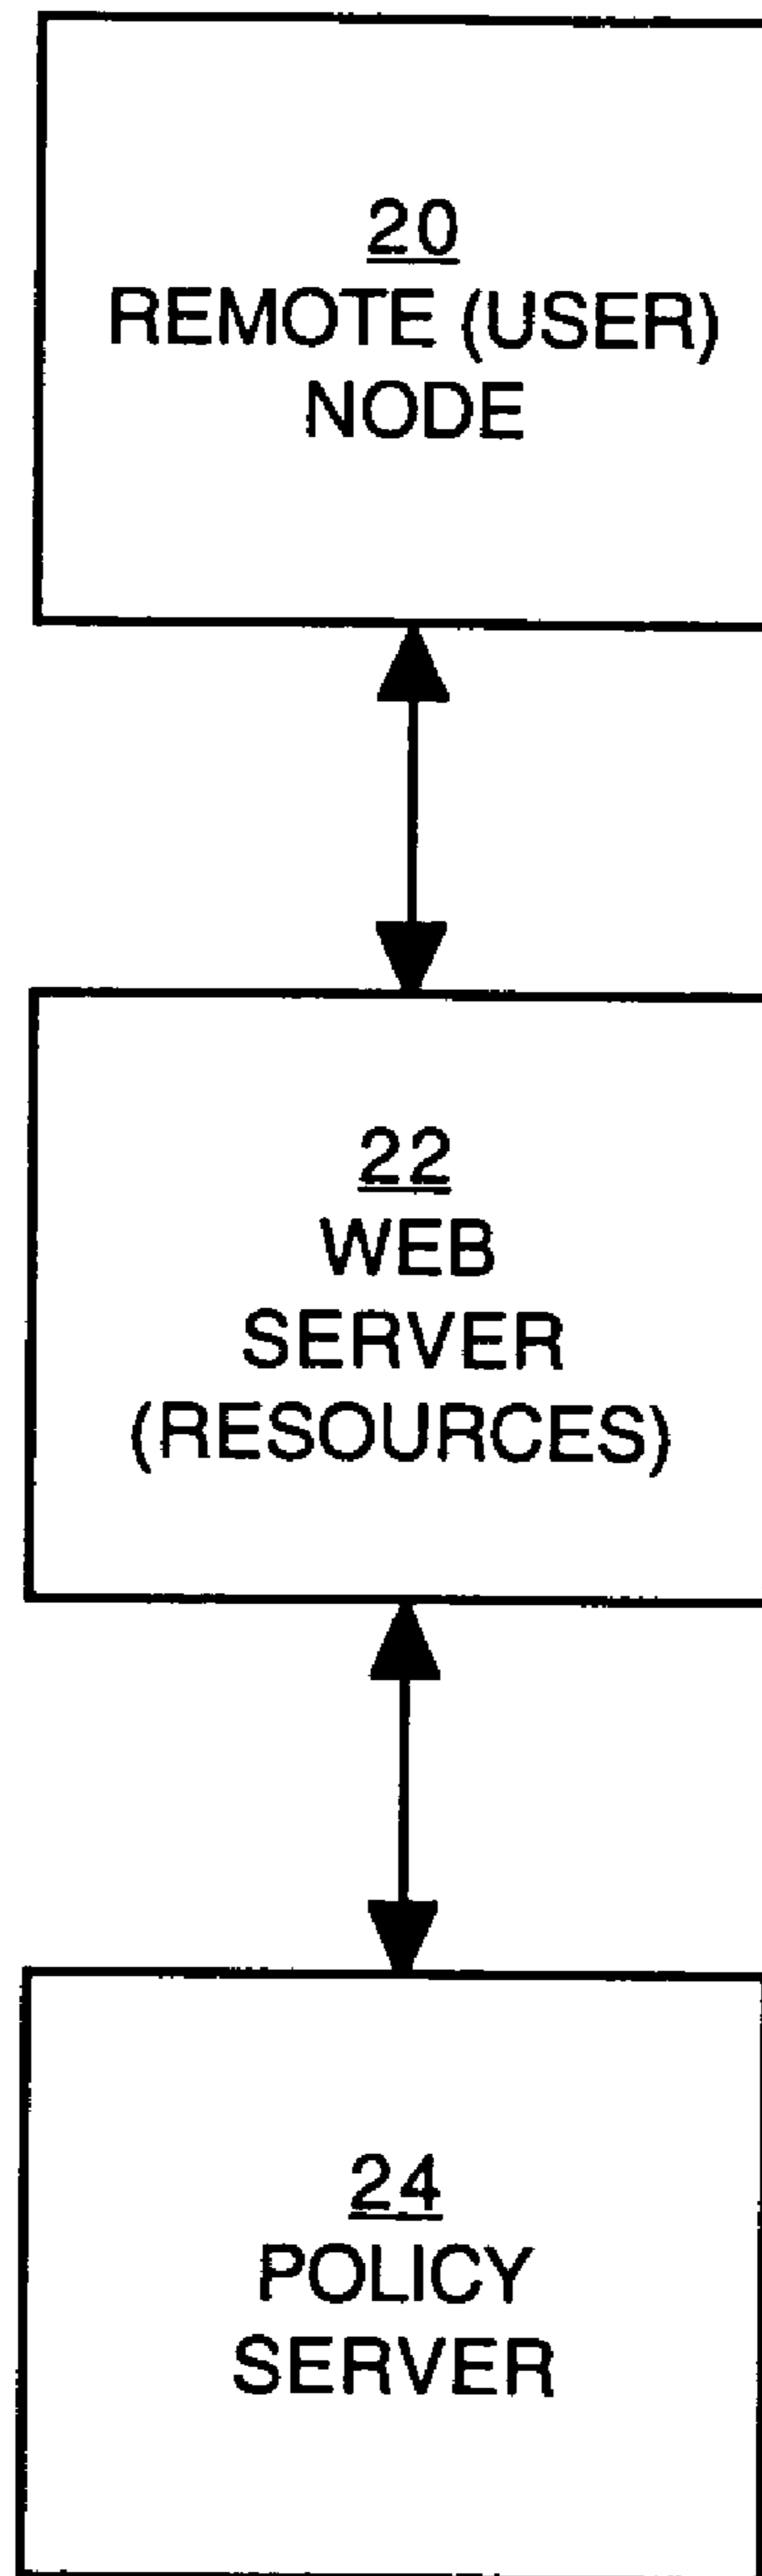 20
REMOTE (USER)
NODE
22
WEB
SERVER
(RESOURCES)
24
POLICY
SERVER